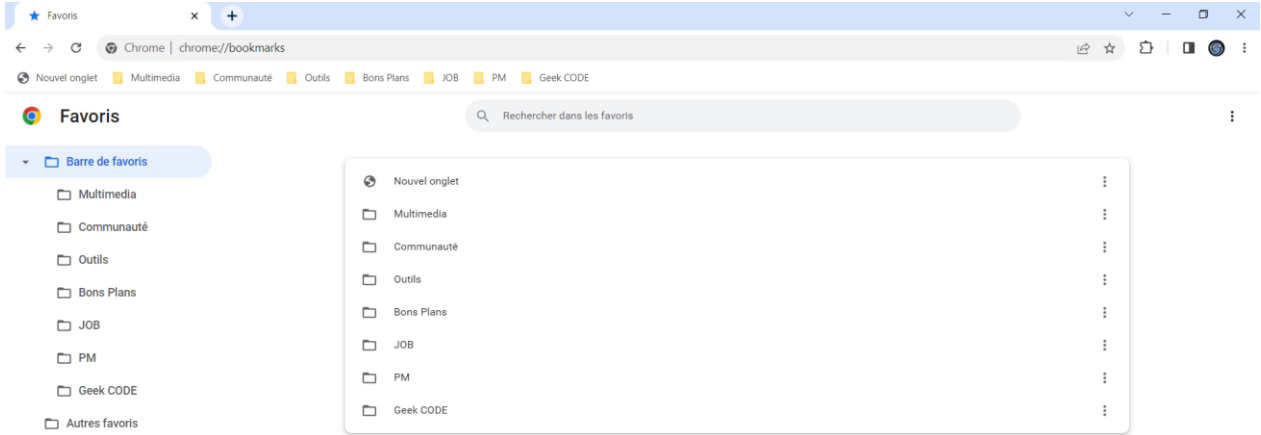 Favoris
Chrome | chrome://bookmarks
Nouvel onglet Multimedia Communauté Outils Bons Plans JOB PM Geek CODE
Favoris Rechercher dans les favoris
Barre de favoris
Multimedia
Communauté
Outils
Bons Plans
JOB
PM
Geek CODE
Autres favoris
Nouvel onglet
Multimedia
Communauté
Outils
Bons Plans
JOB
PM
Geek CODE